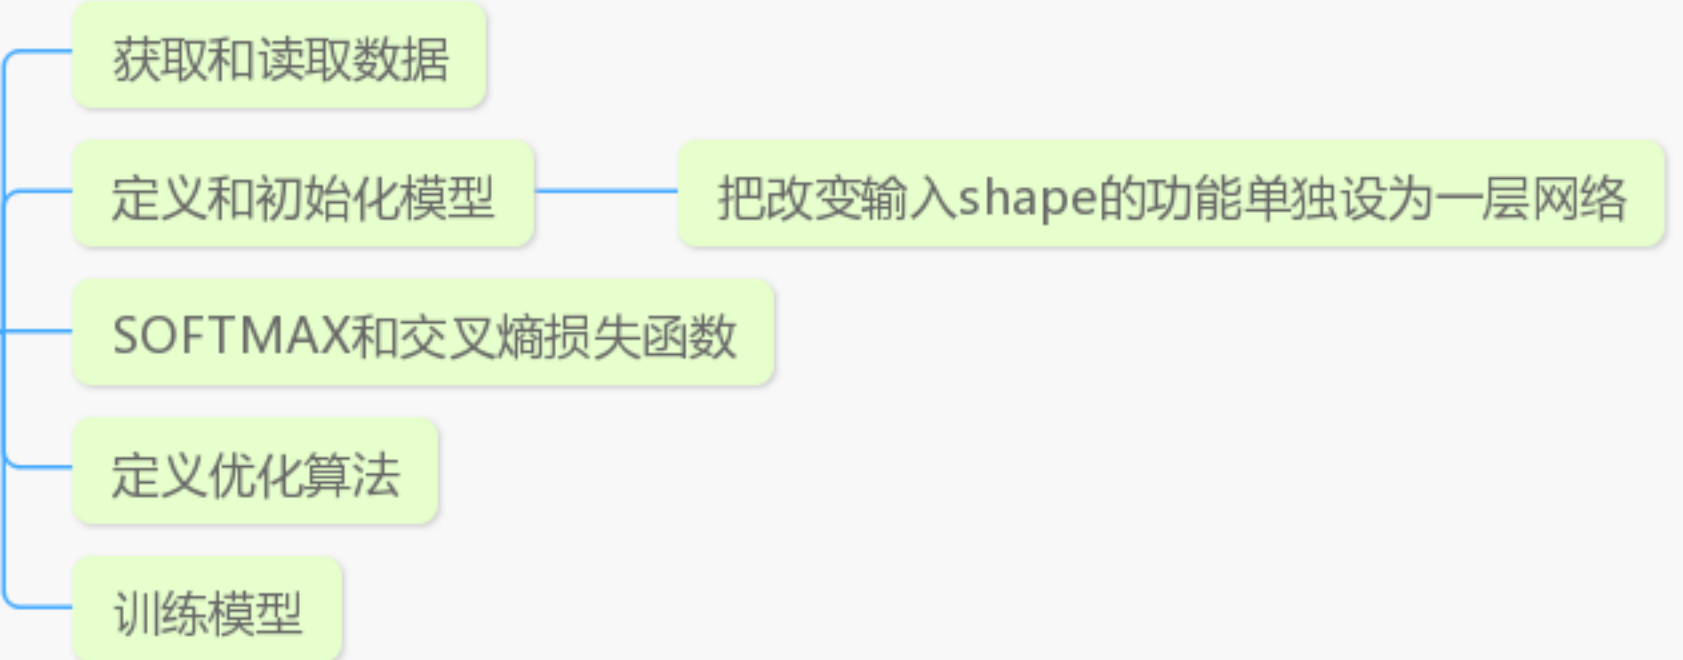 获取和读取数据
定义和初始化模型
把改变输入shape的功能单独设为一层网络
SOFTMAX和交叉熵损失函数
定义优化算法
训练模型